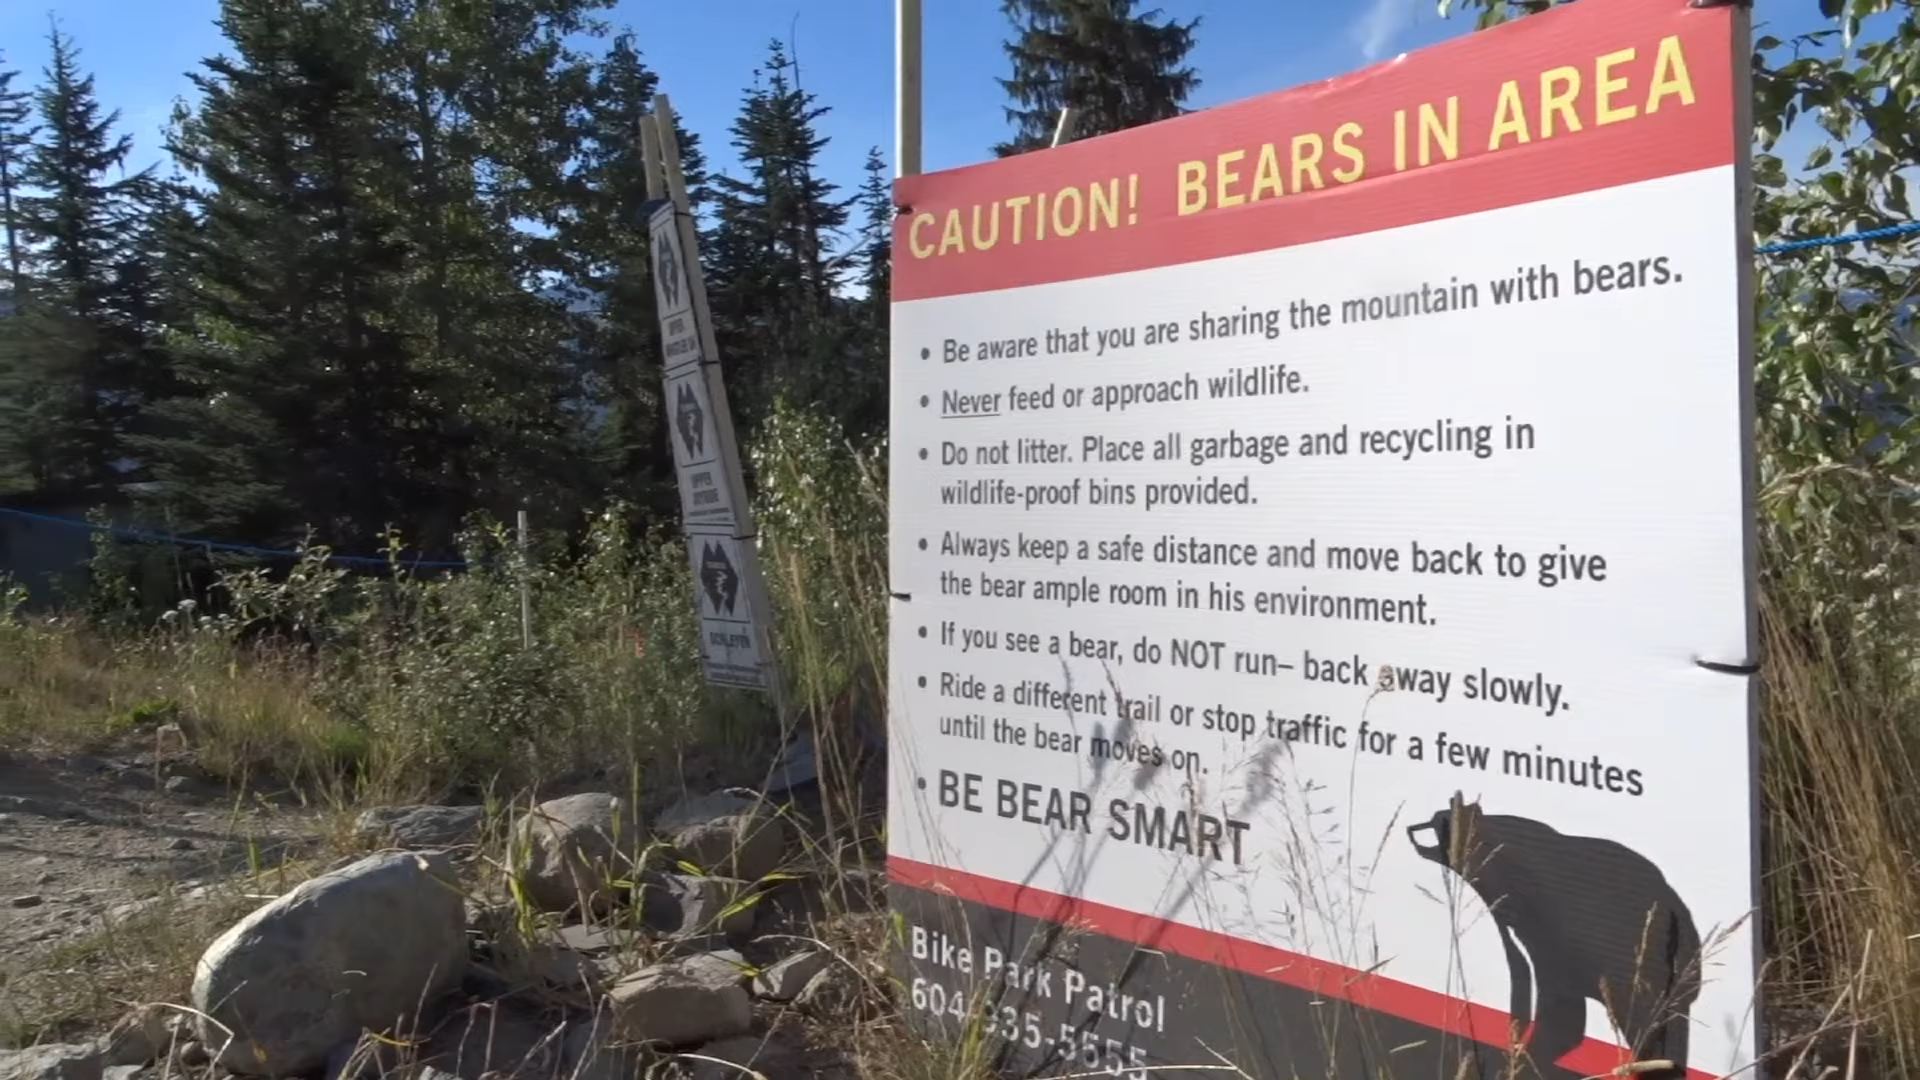 CAUTION! BEARS IN AREA
• Be aware that you are sharing the mountain with bears.
• Never feed or approach wildlife.
• Do not litter. Place all garbage and recycling in
wildlife-proof bins provided.
• Always keep a safe distance and move back to give
the bear ample room in his environment.
• If you see a bear, do NOT run– back away slowly.
• Ride a different trail or stop traffic for a few minutes
until the bear moves on.
• BE BEAR SMART
Bike Park Patrol
604-935-5555
UPPER